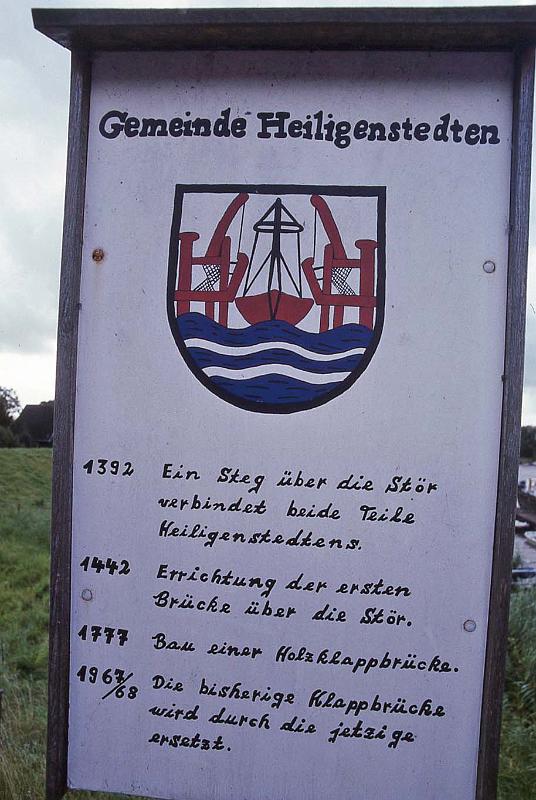 Gemeinde Heiligenstedten
1392 Ein Steg über die Stör
verbindet beide Teile
Heiligenstedtens.
1442 Errichtung der ersten
Brücke über die Stör.
1777 Bau einer Holzklappbrücke.
1967/68 Die bisherige Klappbrücke
wird durch die jetzige
ersetzt.